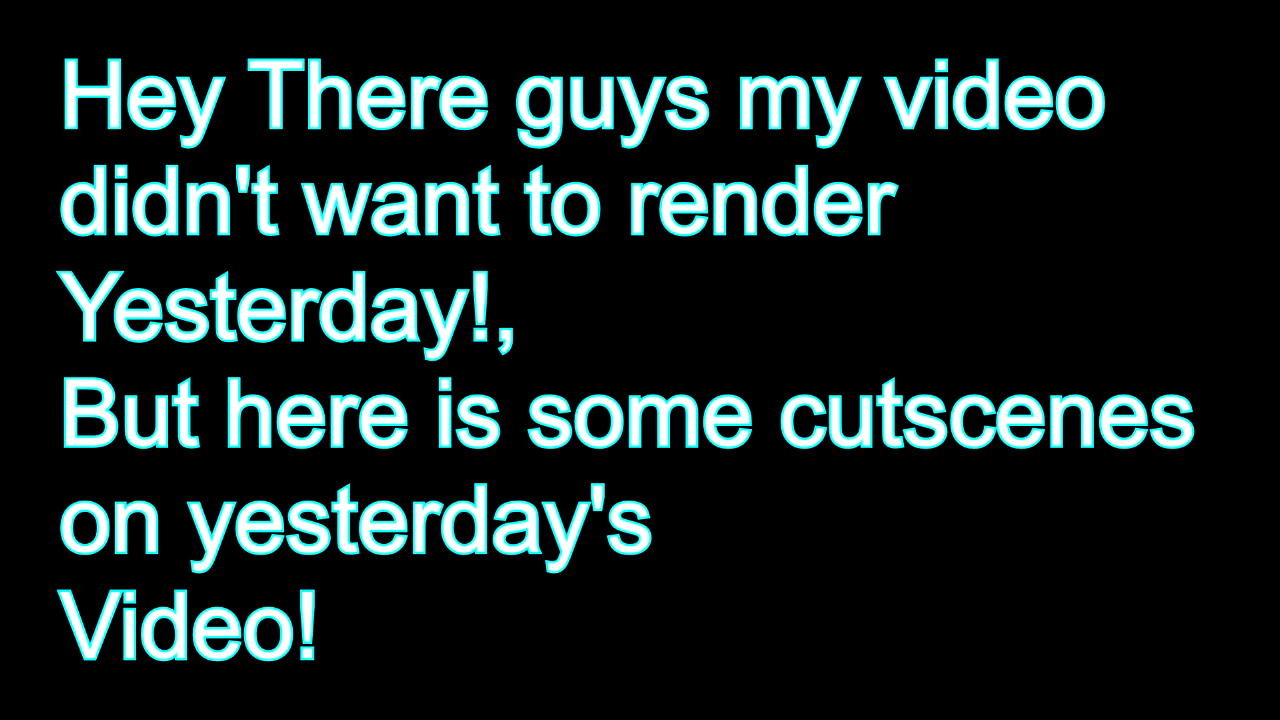 Hey There guys my video
didn't want to render
Yesterday!,
But here is some cutscenes
on yesterday's
Video!